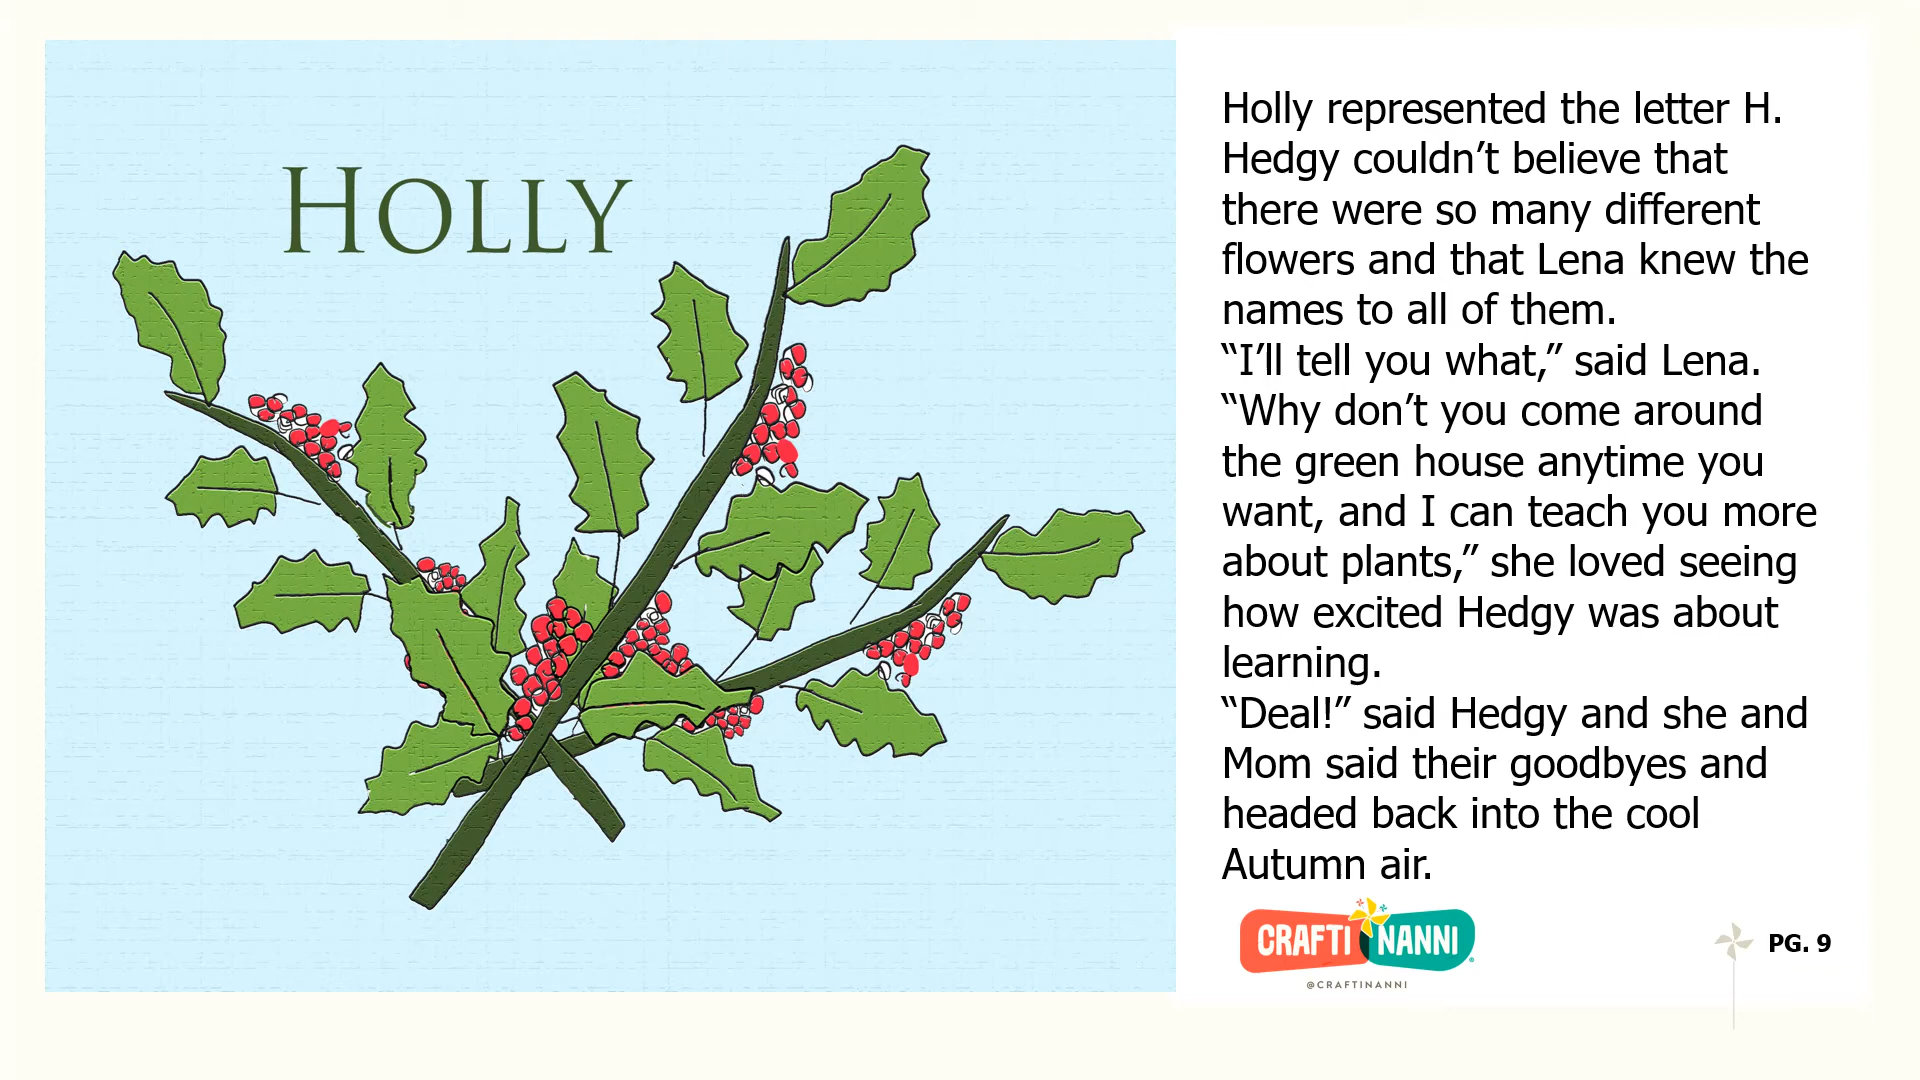 HOLLY
Holly represented the letter H.
Hedgy couldn’t believe that
there were so many different
flowers and that Lena knew the
names to all of them.
“I’ll tell you what,” said Lena.
“Why don’t you come around
the green house anytime you
want, and I can teach you more
about plants,” she loved seeing
how excited Hedgy was about
learning.
“Deal!” said Hedgy and she and
Mom said their goodbyes and
headed back into the cool
Autumn air.
CRAFTI NANNI
@CRAFTINANNI
PG. 9